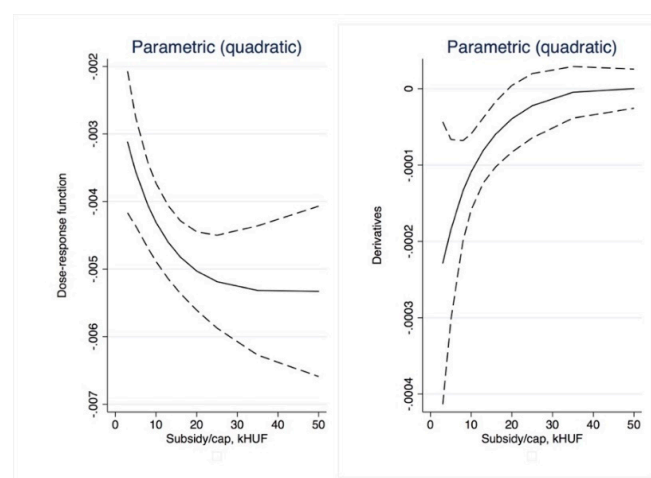 Parametric (quadratic)
-.002
-.003
-.004
-.005
-.006
-.007
Dose-response function
0 10 20 30 40 50
Subsidy/cap, kHUF
Parametric (quadratic)
0
-.0001
-.0002
-.0003
-.0004
Derivatives
0 10 20 30 40 50
Subsidy/cap, kHUF